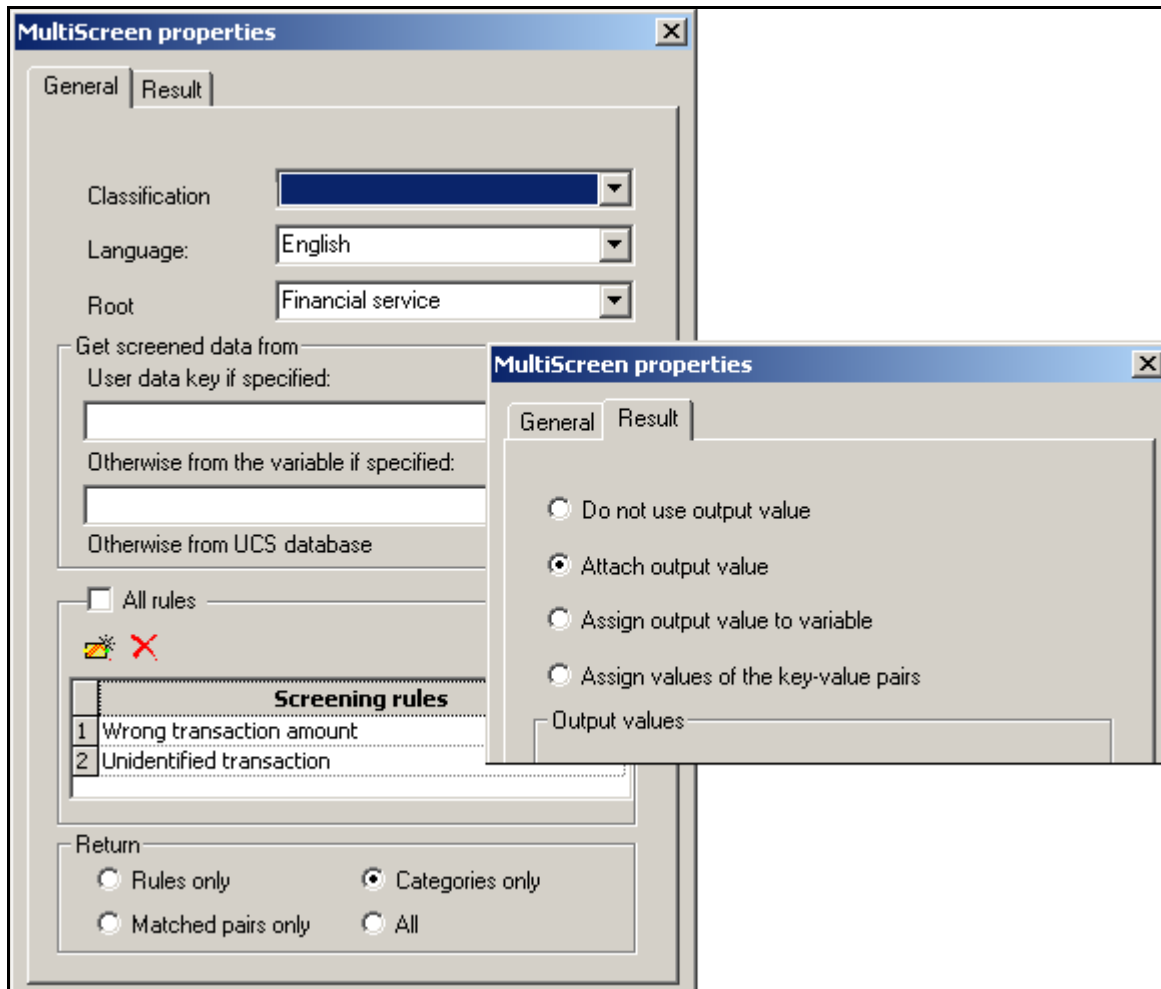 MultiScreen properties
General
Result
Classification
Language:
English
Root
Financial service
Get screened data from
User data key if specified:
Otherwise from the variable if specified:
Otherwise from UCS database
All rules
Screening rules
1 Wrong transaction amount
2 Unidentified transaction
Return
Rules only
Categories only
Matched pairs only
All
MultiScreen properties
General
Result
Do not use output value
Attach output value
Assign output value to variable
Assign values of the key-value pairs
Output values